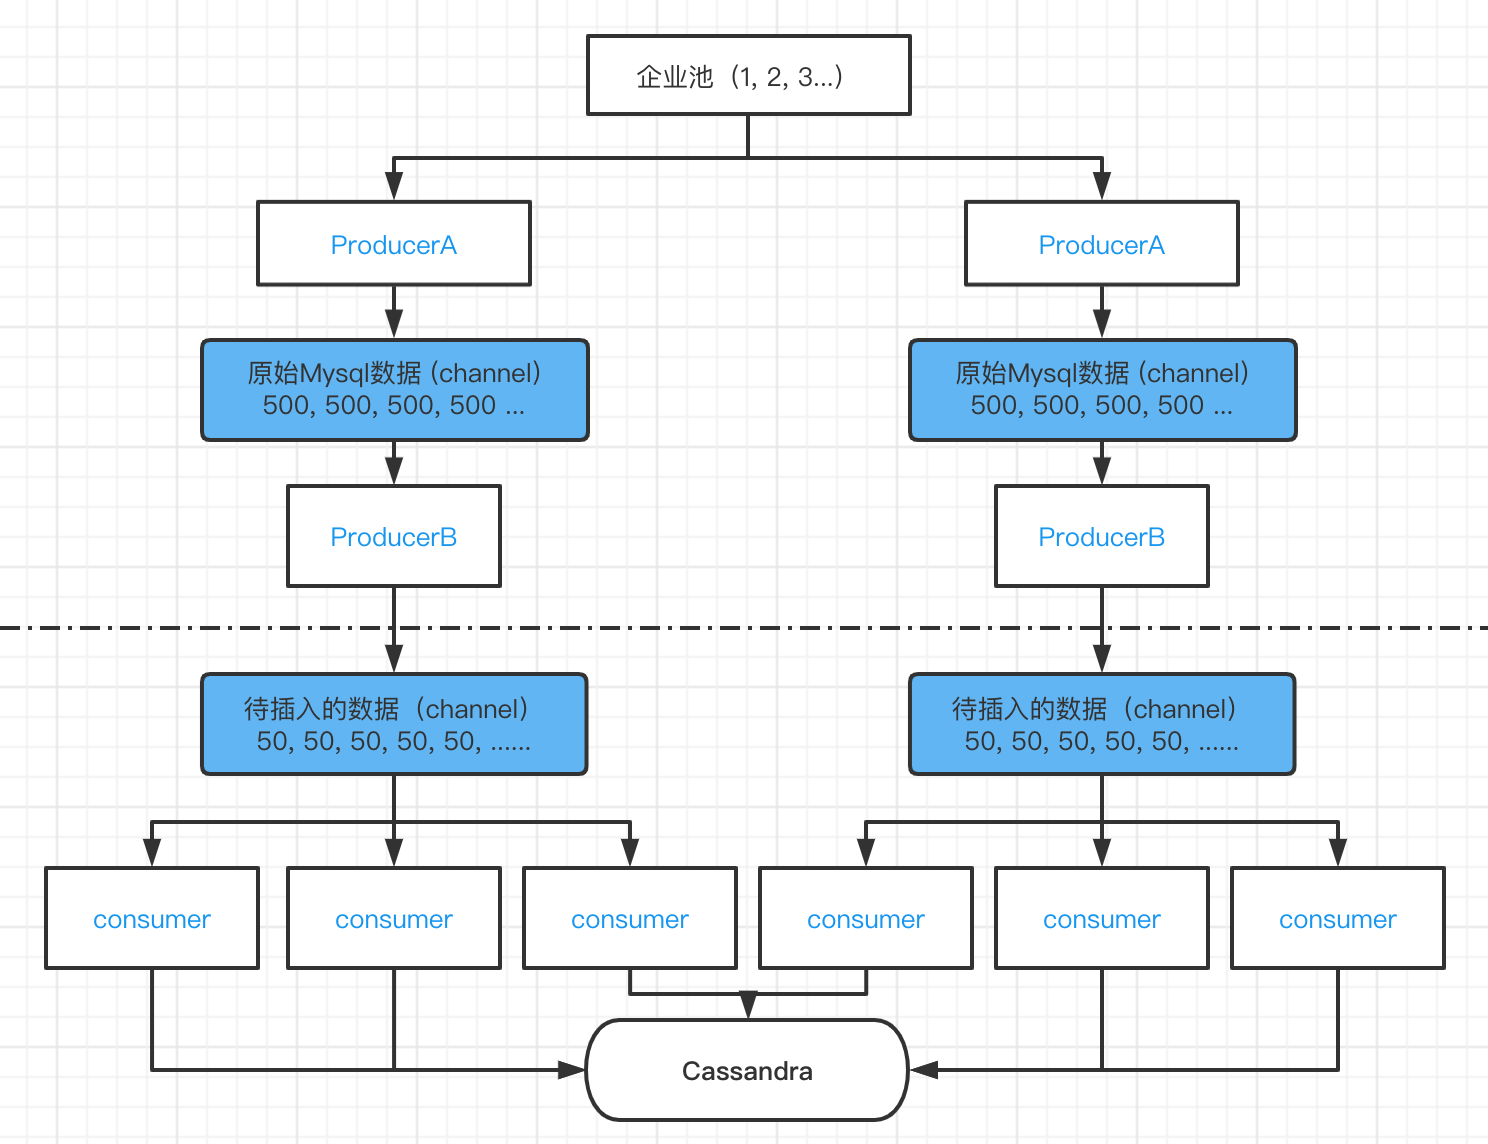 企业池（1, 2, 3...）
ProducerA
ProducerA
原始Mysql数据 (channel)
500, 500, 500, 500 ...
原始Mysql数据 (channel)
500, 500, 500, 500 ...
ProducerB
ProducerB
待插入的数据（channel）
50, 50, 50, 50, 50, ......
待插入的数据（channel）
50, 50, 50, 50, 50, ......
consumer
consumer
consumer
consumer
consumer
consumer
Cassandra